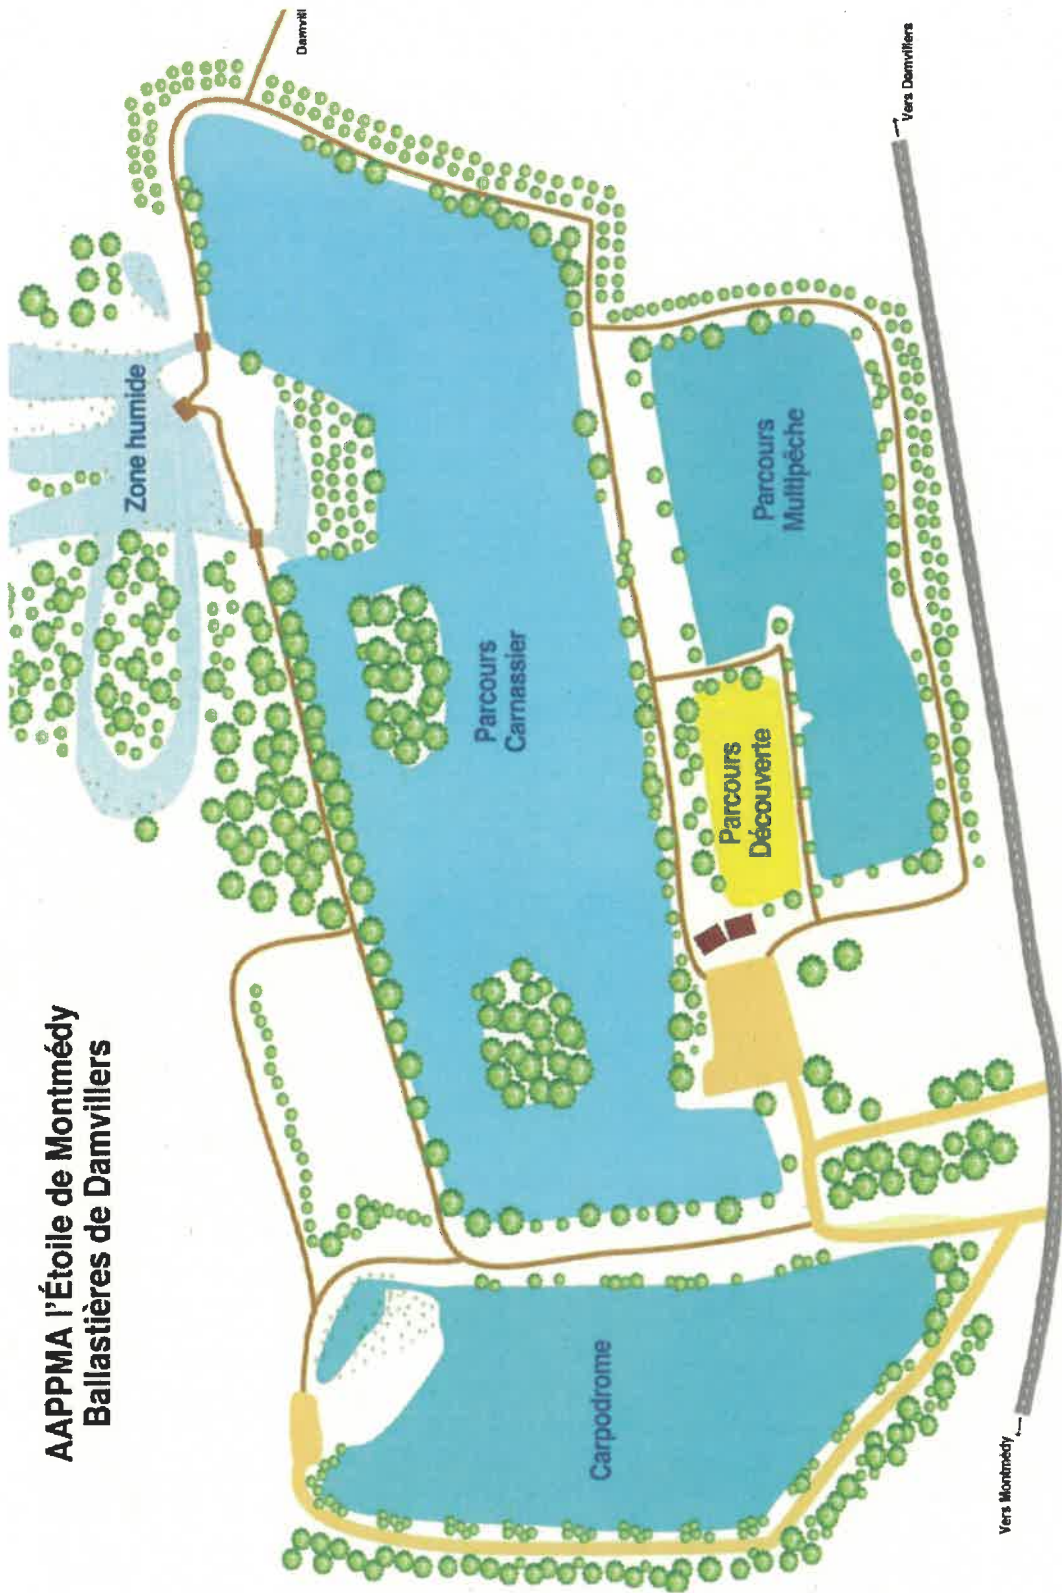 AAPPMA l'Étoile de Montmédy
Ballastières de Damvillers
Zone humide
Damvill
Parcours
Carnassier
Parcours
Multipêche
Parcours
Découverte
Carpodrome
Vers Montmédy
Vers Damvillers